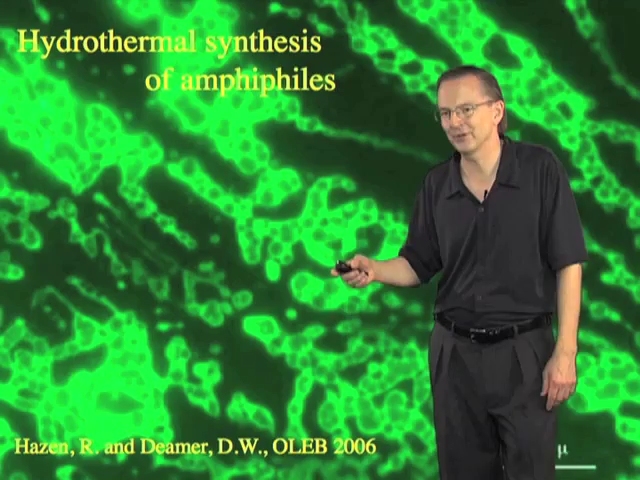 Hydrothermal synthesis
of amphiphiles
Hazen, R. and Deamer, D.W., OLEB 2006
μ